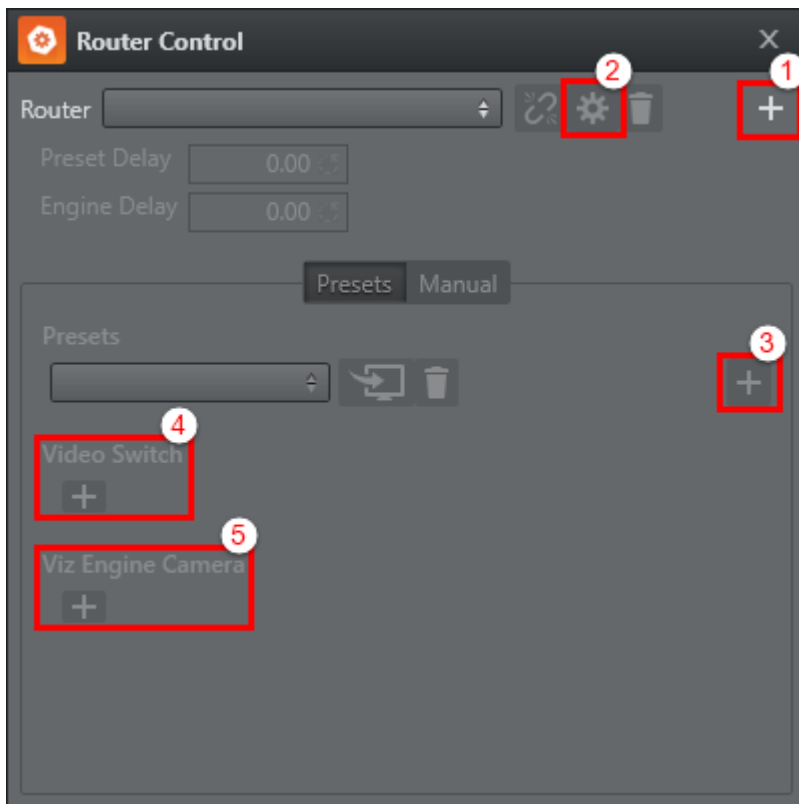 Router Control
2
1
Router
Preset Delay 0.00
Engine Delay 0.00
Presets Manual
Presets
3
4
Video Switch
5
Viz Engine Camera